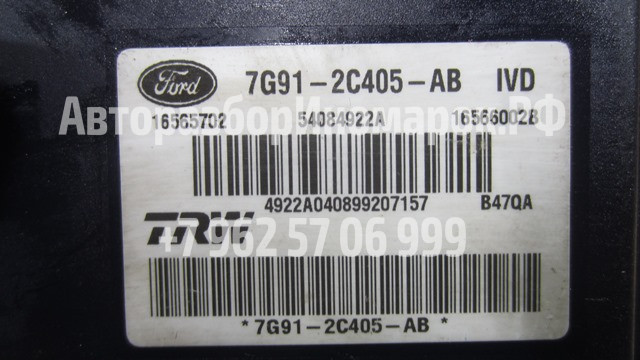 Ford 7G91-2C405-AB IVD
16565702 54084922A 16566002B
АвторазборИномарок.РФ
4922A040899207157 B47QA
TRW
+7 962 57 06 999
*7G91-2C405-AB*